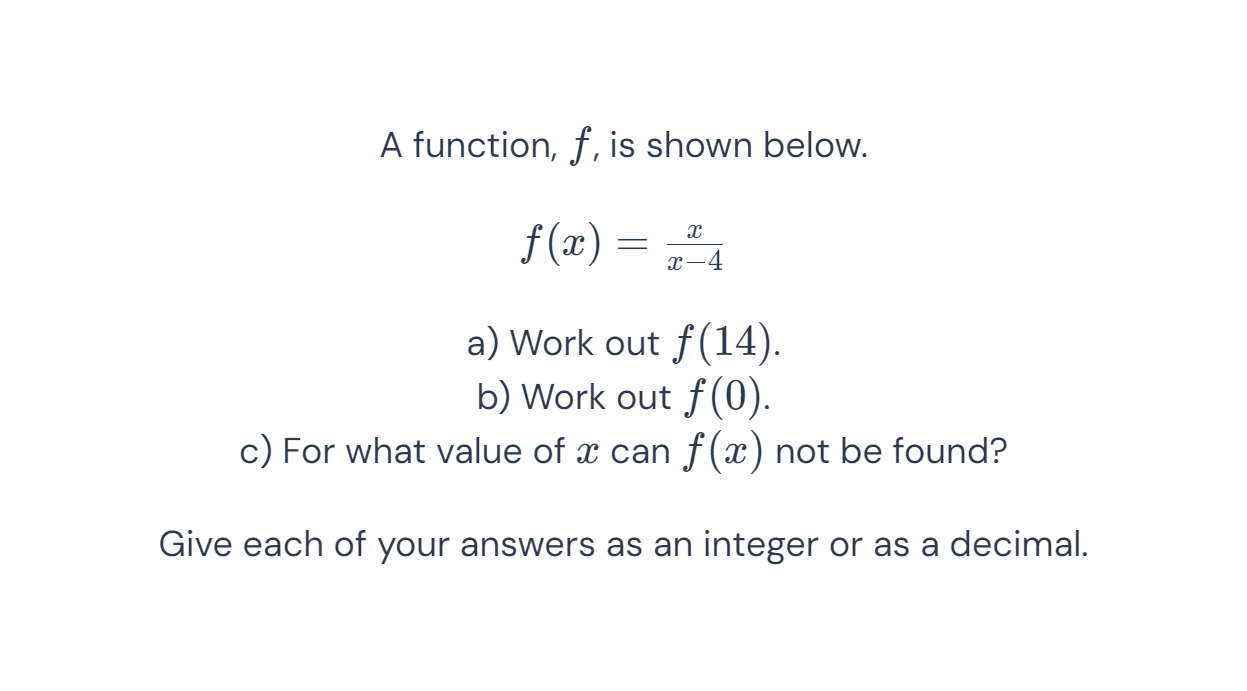 A function, f, is shown below.
f(x) = x/(x−4)
a) Work out f(14).
b) Work out f(0).
c) For what value of x can f(x) not be found?
Give each of your answers as an integer or as a decimal.